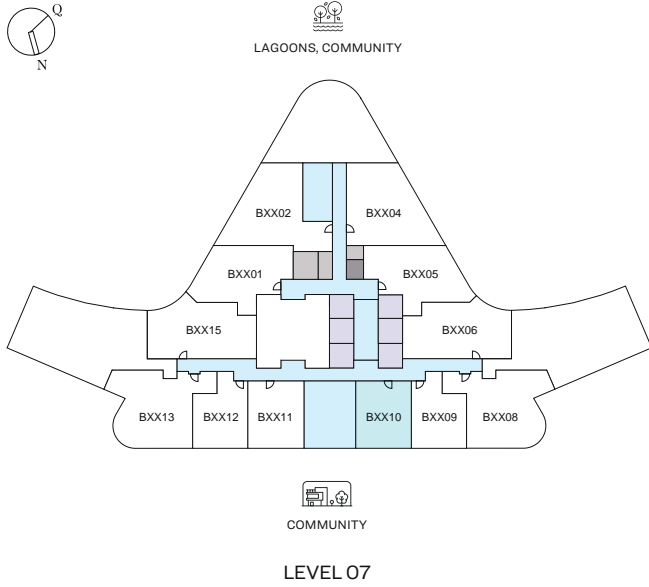 Q
N
LAGOONS, COMMUNITY
BXX02
BXX04
BXX01
BXX05
BXX15
BXX06
BXX13
BXX12
BXX11
BXX10
BXX09
BXX08
COMMUNITY
LEVEL 07